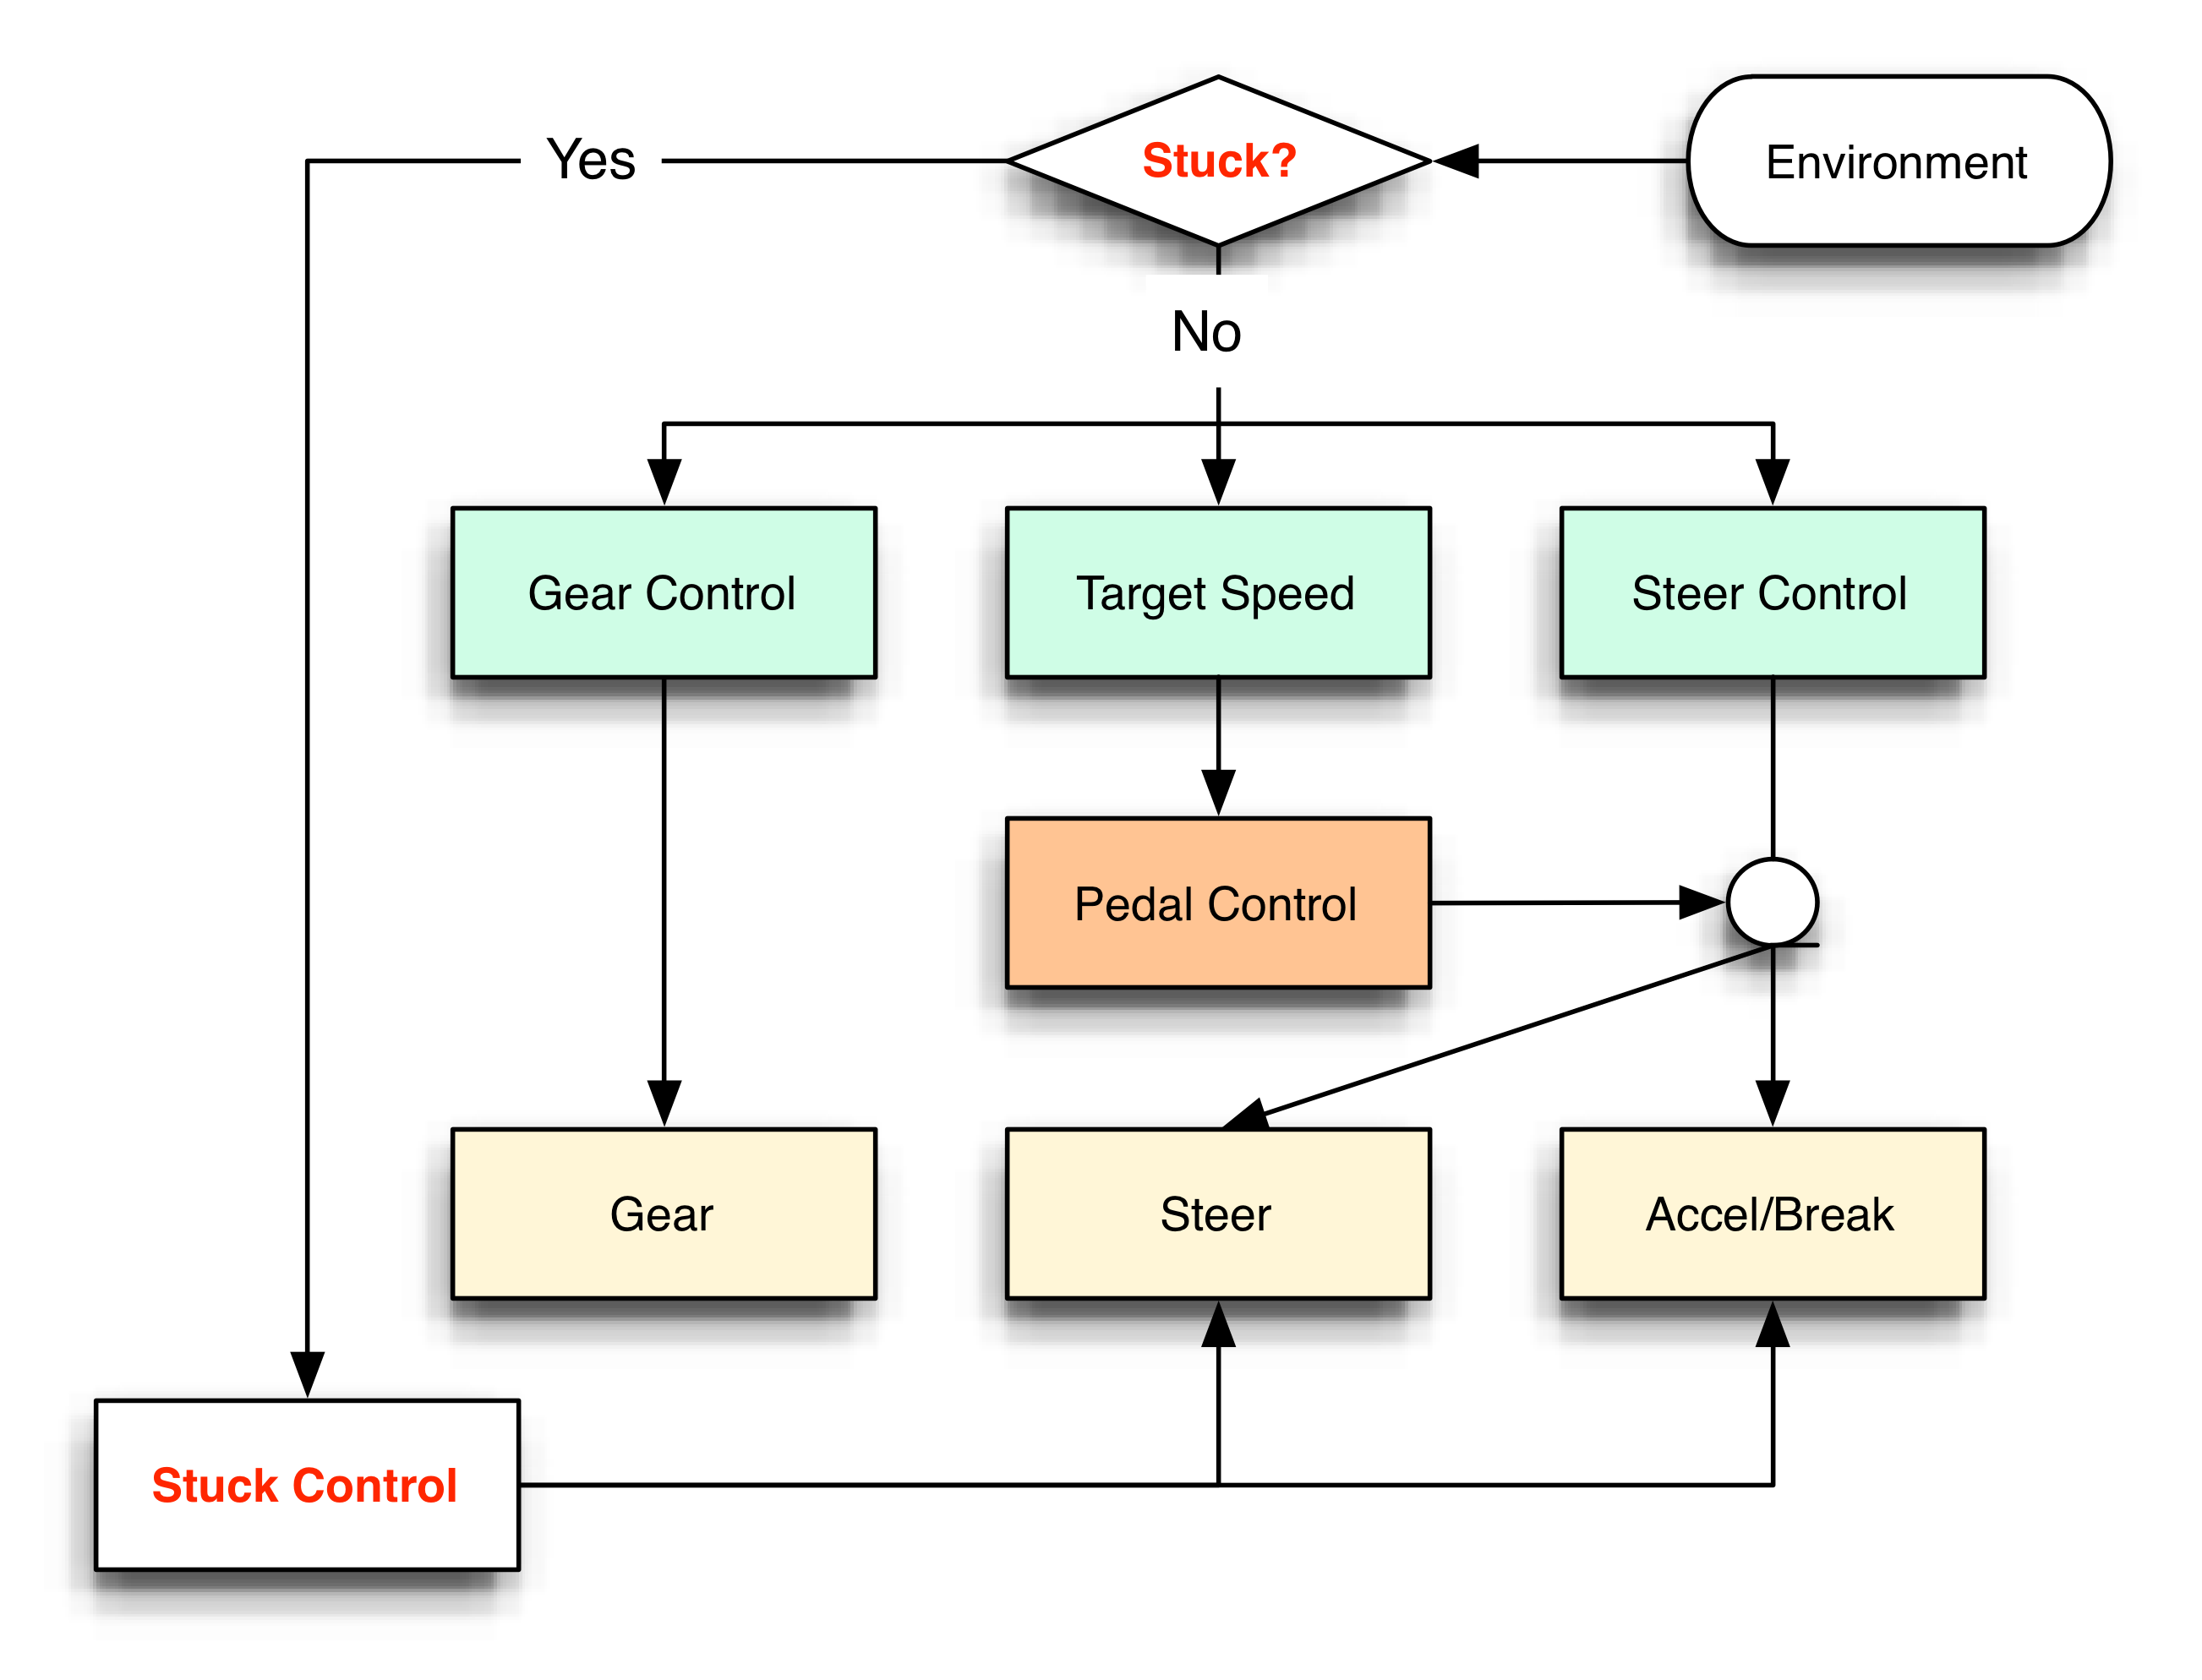 Yes
Stuck?
Environment
No
Gear Control
Target Speed
Steer Control
Pedal Control
Gear
Steer
Accel/Break
Stuck Control